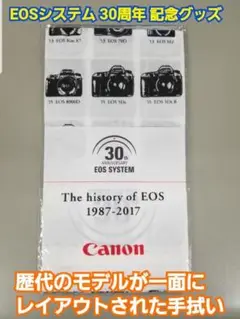 EOSシステム 30周年 記念グッズ
30th
ANNIVERSARY
EOS SYSTEM
The history of EOS
1987-2017
Canon
歴代のモデルが一面に
レイアウトされた手拭い